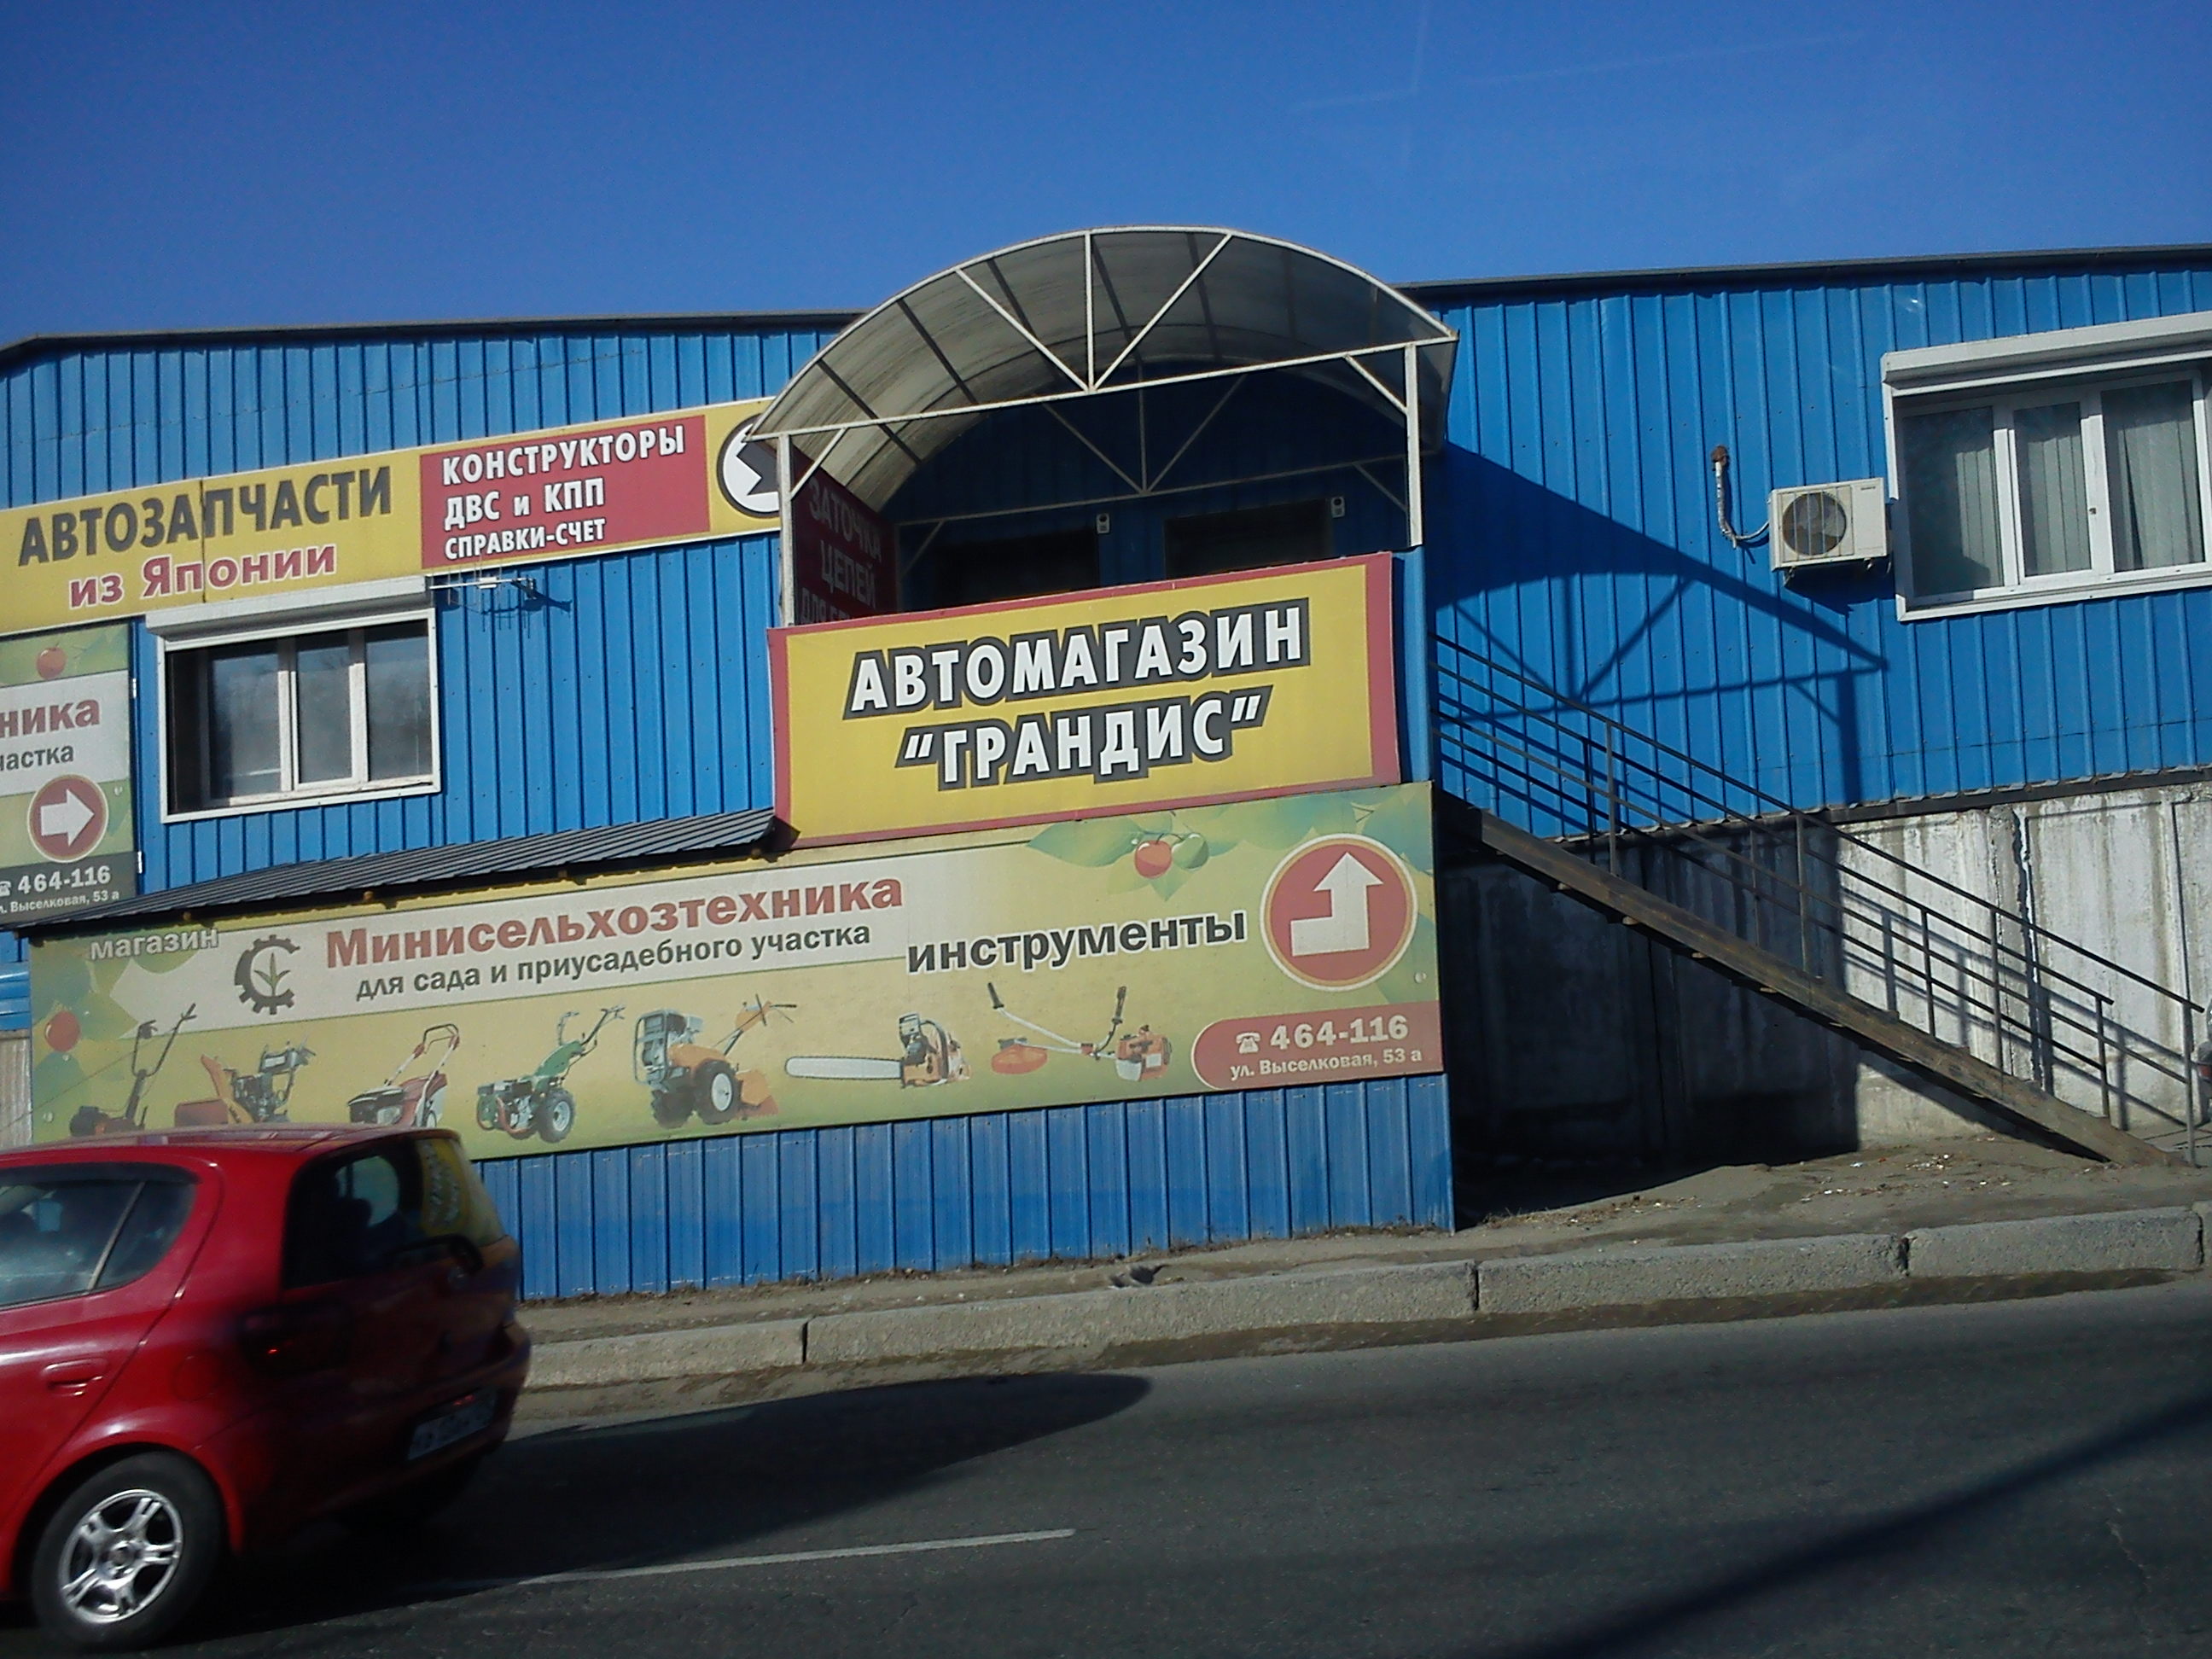 АВТОЗАПЧАСТИ
из Японии
КОНСТРУКТОРЫ
ДВС и КПП
СПРАВКИ-СЧЕТ
ЗАТОЧКА
ЦЕПЕЙ
АВТОМАГАЗИН
"ГРАНДИС"
ника
частка
464-116
ул. Выселковая, 53 а
магазин
Минисельхозтехника
для сада и приусадебного участка
инструменты
464-116
ул. Выселковая, 53 а